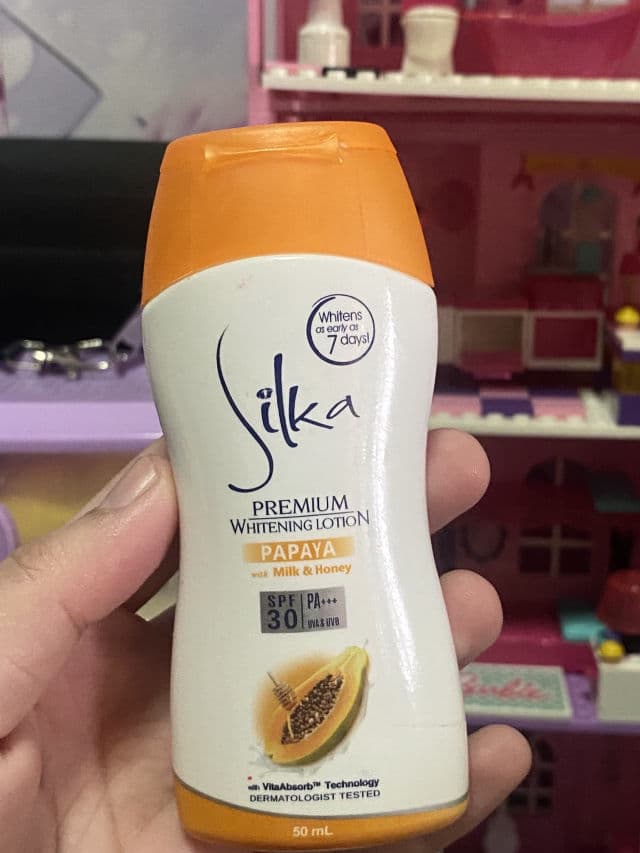 Whitens
as early as
7 days!
Silka
PREMIUM
WHITENING LOTION
PAPAYA
with Milk & Honey
SPF 30 PA+++
UVA & UVB
with VitaAbsorb™ Technology
DERMATOLOGIST TESTED
50 mL
Barbie